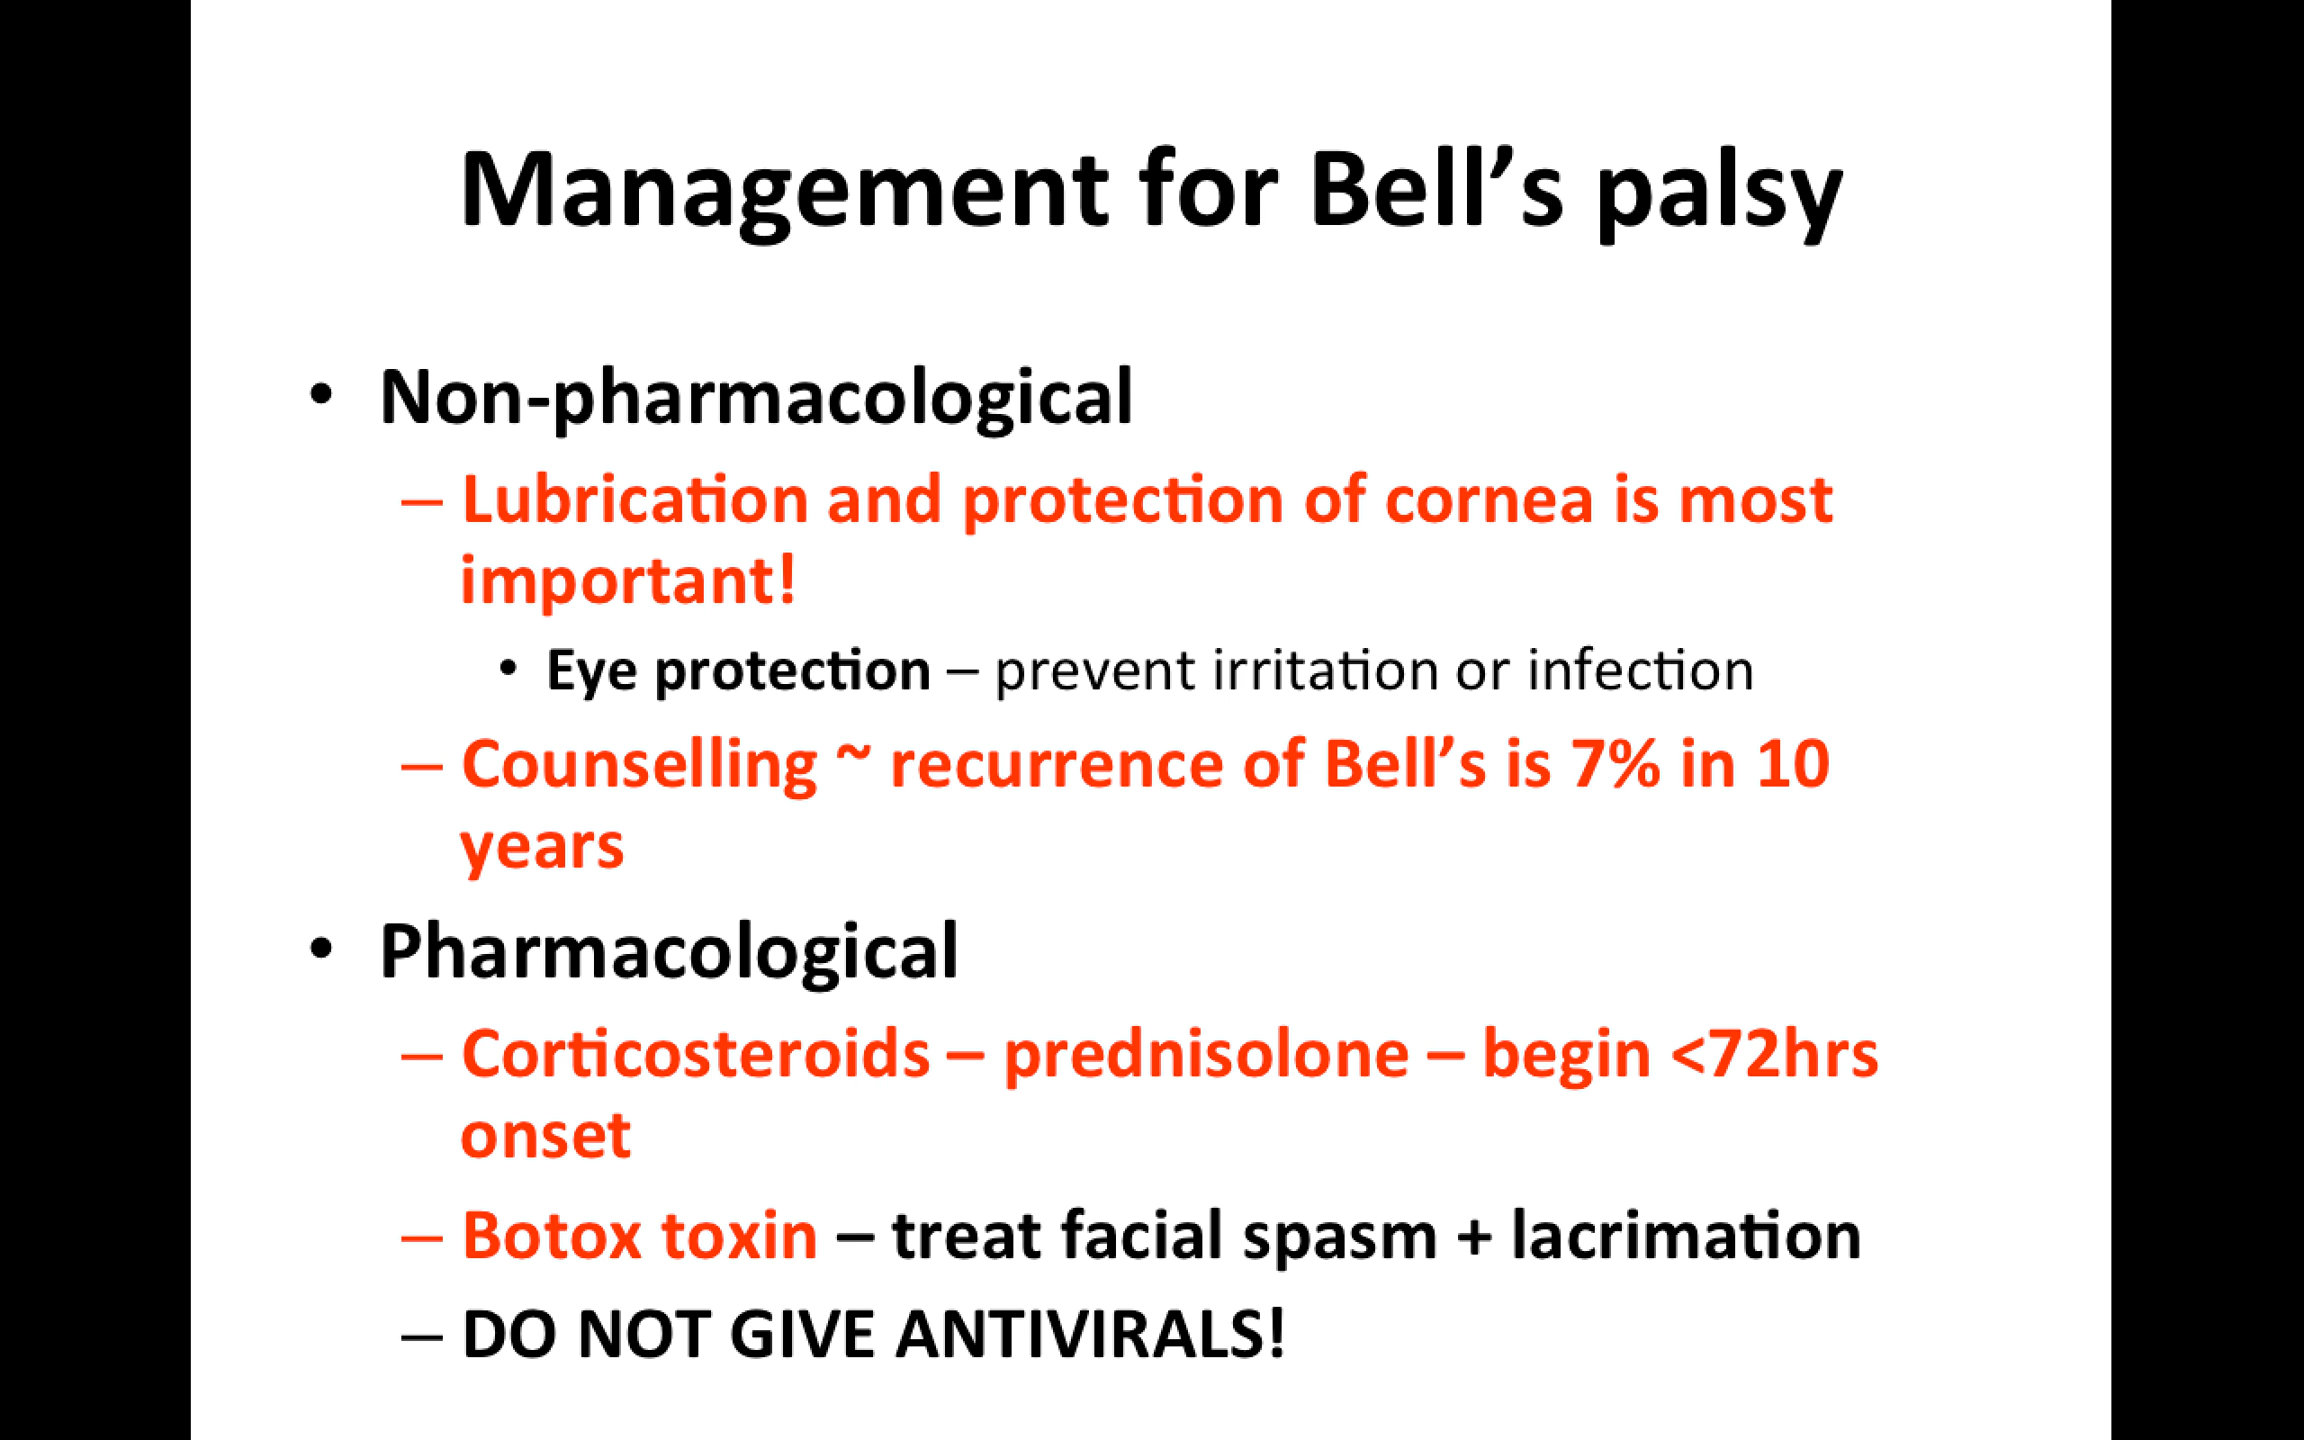 Management for Bell’s palsy
• Non-pharmacological
– Lubrication and protection of cornea is most
important!
• Eye protection – prevent irritation or infection
– Counselling ~ recurrence of Bell’s is 7% in 10
years
• Pharmacological
– Corticosteroids – prednisolone – begin <72hrs
onset
– Botox toxin – treat facial spasm + lacrimation
– DO NOT GIVE ANTIVIRALS!